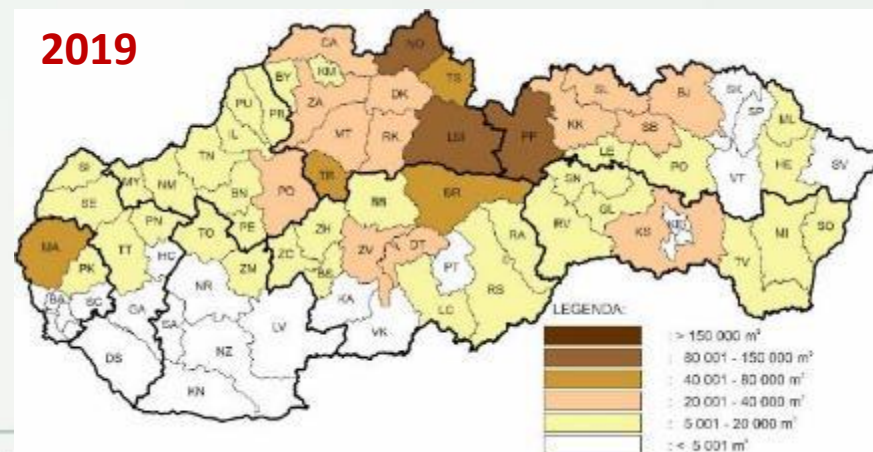 2019
CA
NO
BY
KM
TS
PU
PB
ZA
DK
SL
BJ
SK
SP
ML
IL
MT
RK
LM
PP
KK
SB
TN
LE
PO
HE
SV
SI
MY
NM
BN
PD
TR
VT
SE
BB
BR
SN
GL
PN
PE
ZH
RV
KS
MI
SO
MA
TT
TO
ZV
DT
RA
TV
PK
HC
ZM
ZC
BS
PT
SC
NR
KA
LC
RS
GA
SA
LV
VK
DS
NZ
KN
LEGENDA:
: > 150 000 m³
: 80 001 - 150 000 m³
: 40 001 - 80 000 m³
: 20 001 - 40 000 m³
: 5 001 - 20 000 m³
: < 5 001 m³